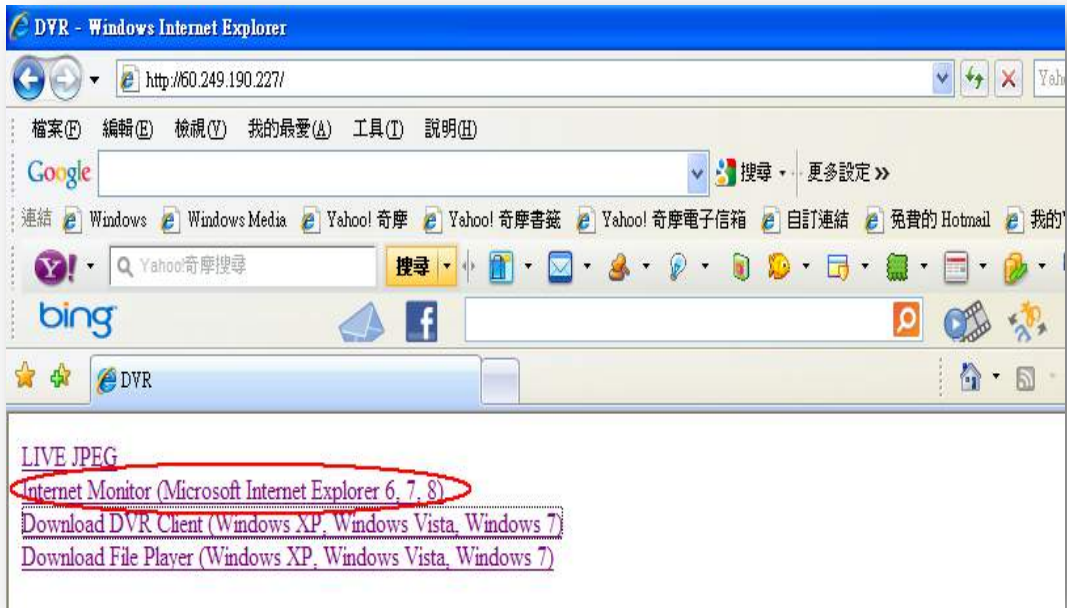 DVR - Windows Internet Explorer
http://60.249.190.227/
檔案(F) 編輯(E) 檢視(V) 我的最愛(A) 工具(T) 說明(H)
Google 搜尋 更多設定 »
連結 Windows Windows Media Yahoo! 奇摩 Yahoo! 奇摩書籤 Yahoo! 奇摩電子信箱 自訂連結 免費的 Hotmail 我的
Y! Yahoo!奇摩搜尋 搜尋
bing f
DVR
LIVE JPEG
Internet Monitor (Microsoft Internet Explorer 6, 7, 8)
Download DVR Client (Windows XP, Windows Vista, Windows 7)
Download File Player (Windows XP, Windows Vista, Windows 7)